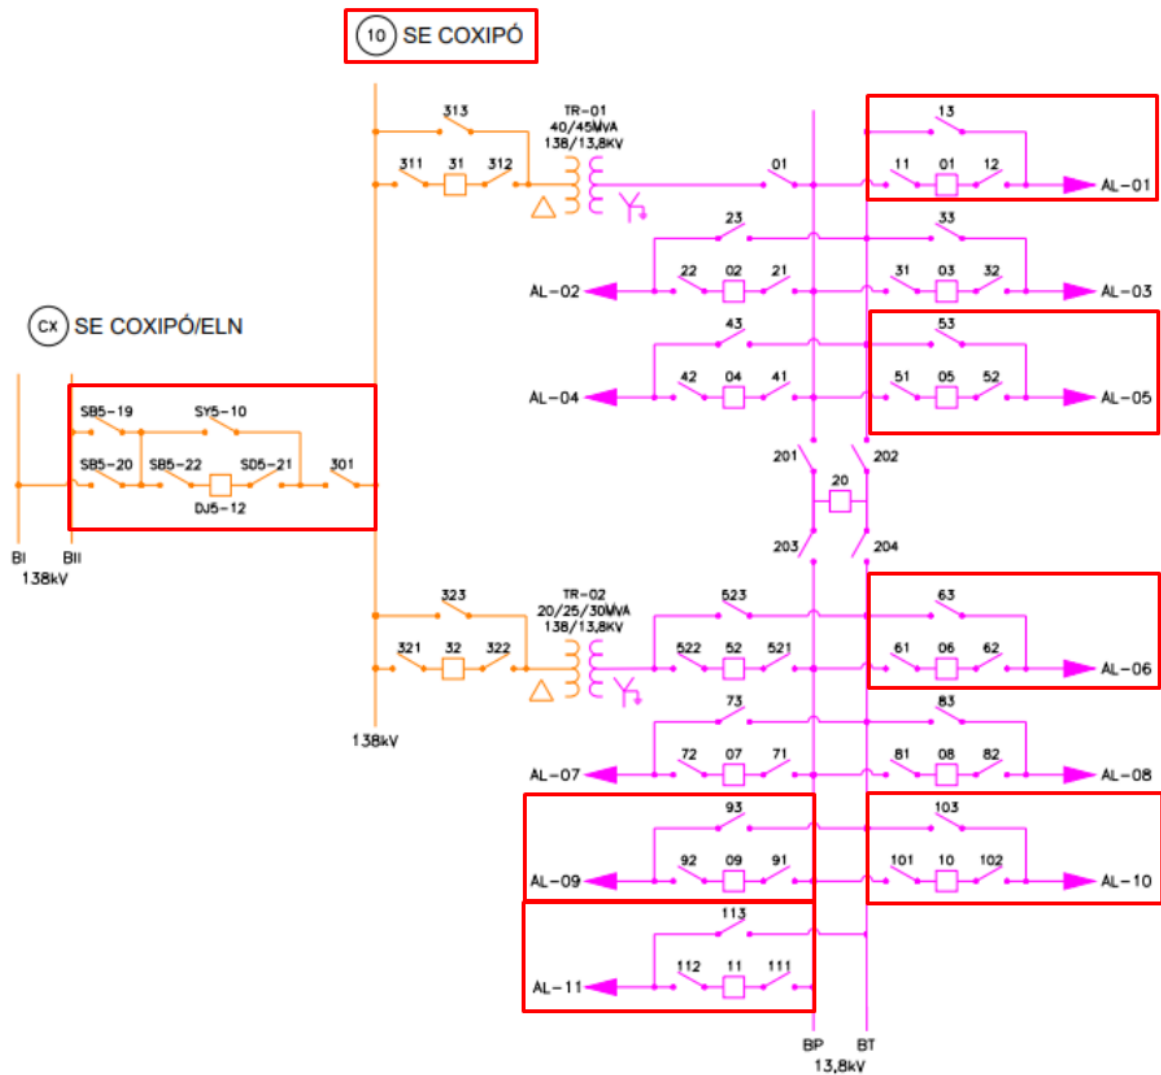 10 SE COXIPÓ
313
TR-01
40/45MVA
138/13,8KV
13
311 31 312
01
11 01 12
AL-01
23
33
AL-02
22 02 21
31 03 32
AL-03
CX SE COXIPÓ/ELN
43
53
AL-04
42 04 41
51 05 52
AL-05
SB5-19
SY5-10
SB5-20
SB5-22
SD5-21
301
DJ5-12
201
202
20
203
204
BI
BII
138kV
323
TR-02
20/25/30MVA
138/13,8KV
523
63
321 32 322
522 52 521
61 06 62
AL-06
138kV
73
83
AL-07
72 07 71
81 08 82
AL-08
93
103
AL-09
92 09 91
101 10 102
AL-10
113
AL-11
112 11 111
BP
BT
13,8kV